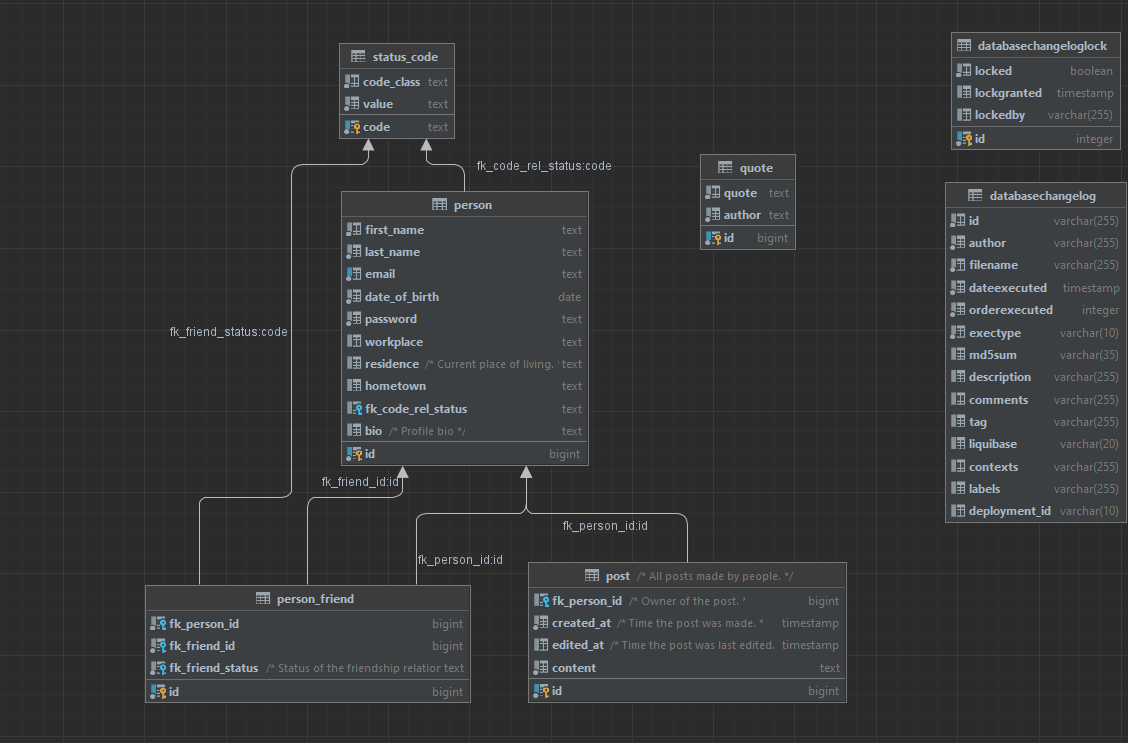 status_code
code_class text
value text
code text
fk_code_rel_status:code
fk_friend_status:code
person
first_name text
last_name text
email text
date_of_birth date
password text
workplace text
residence /* Current place of living. * text
hometown text
fk_code_rel_status text
bio /* Profile bio */ text
id bigint
fk_friend_id:id
fk_person_id:id
fk_person_id:id
person_friend
fk_person_id bigint
fk_friend_id bigint
fk_friend_status /* Status of the friendship relatior text
id bigint
post /* All posts made by people. */
fk_person_id /* Owner of the post. * bigint
created_at /* Time the post was made. * timestamp
edited_at /* Time the post was last edited. timestamp
content text
id bigint
quote
quote text
author text
id bigint
databasechangeloglock
locked boolean
lockgranted timestamp
lockedby varchar(255)
id integer
databasechangelog
id varchar(255)
author varchar(255)
filename varchar(255)
dateexecuted timestamp
orderexecuted integer
exectype varchar(10)
md5sum varchar(35)
description varchar(255)
comments varchar(255)
tag varchar(255)
liquibase varchar(20)
contexts varchar(255)
labels varchar(255)
deployment_id varchar(10)